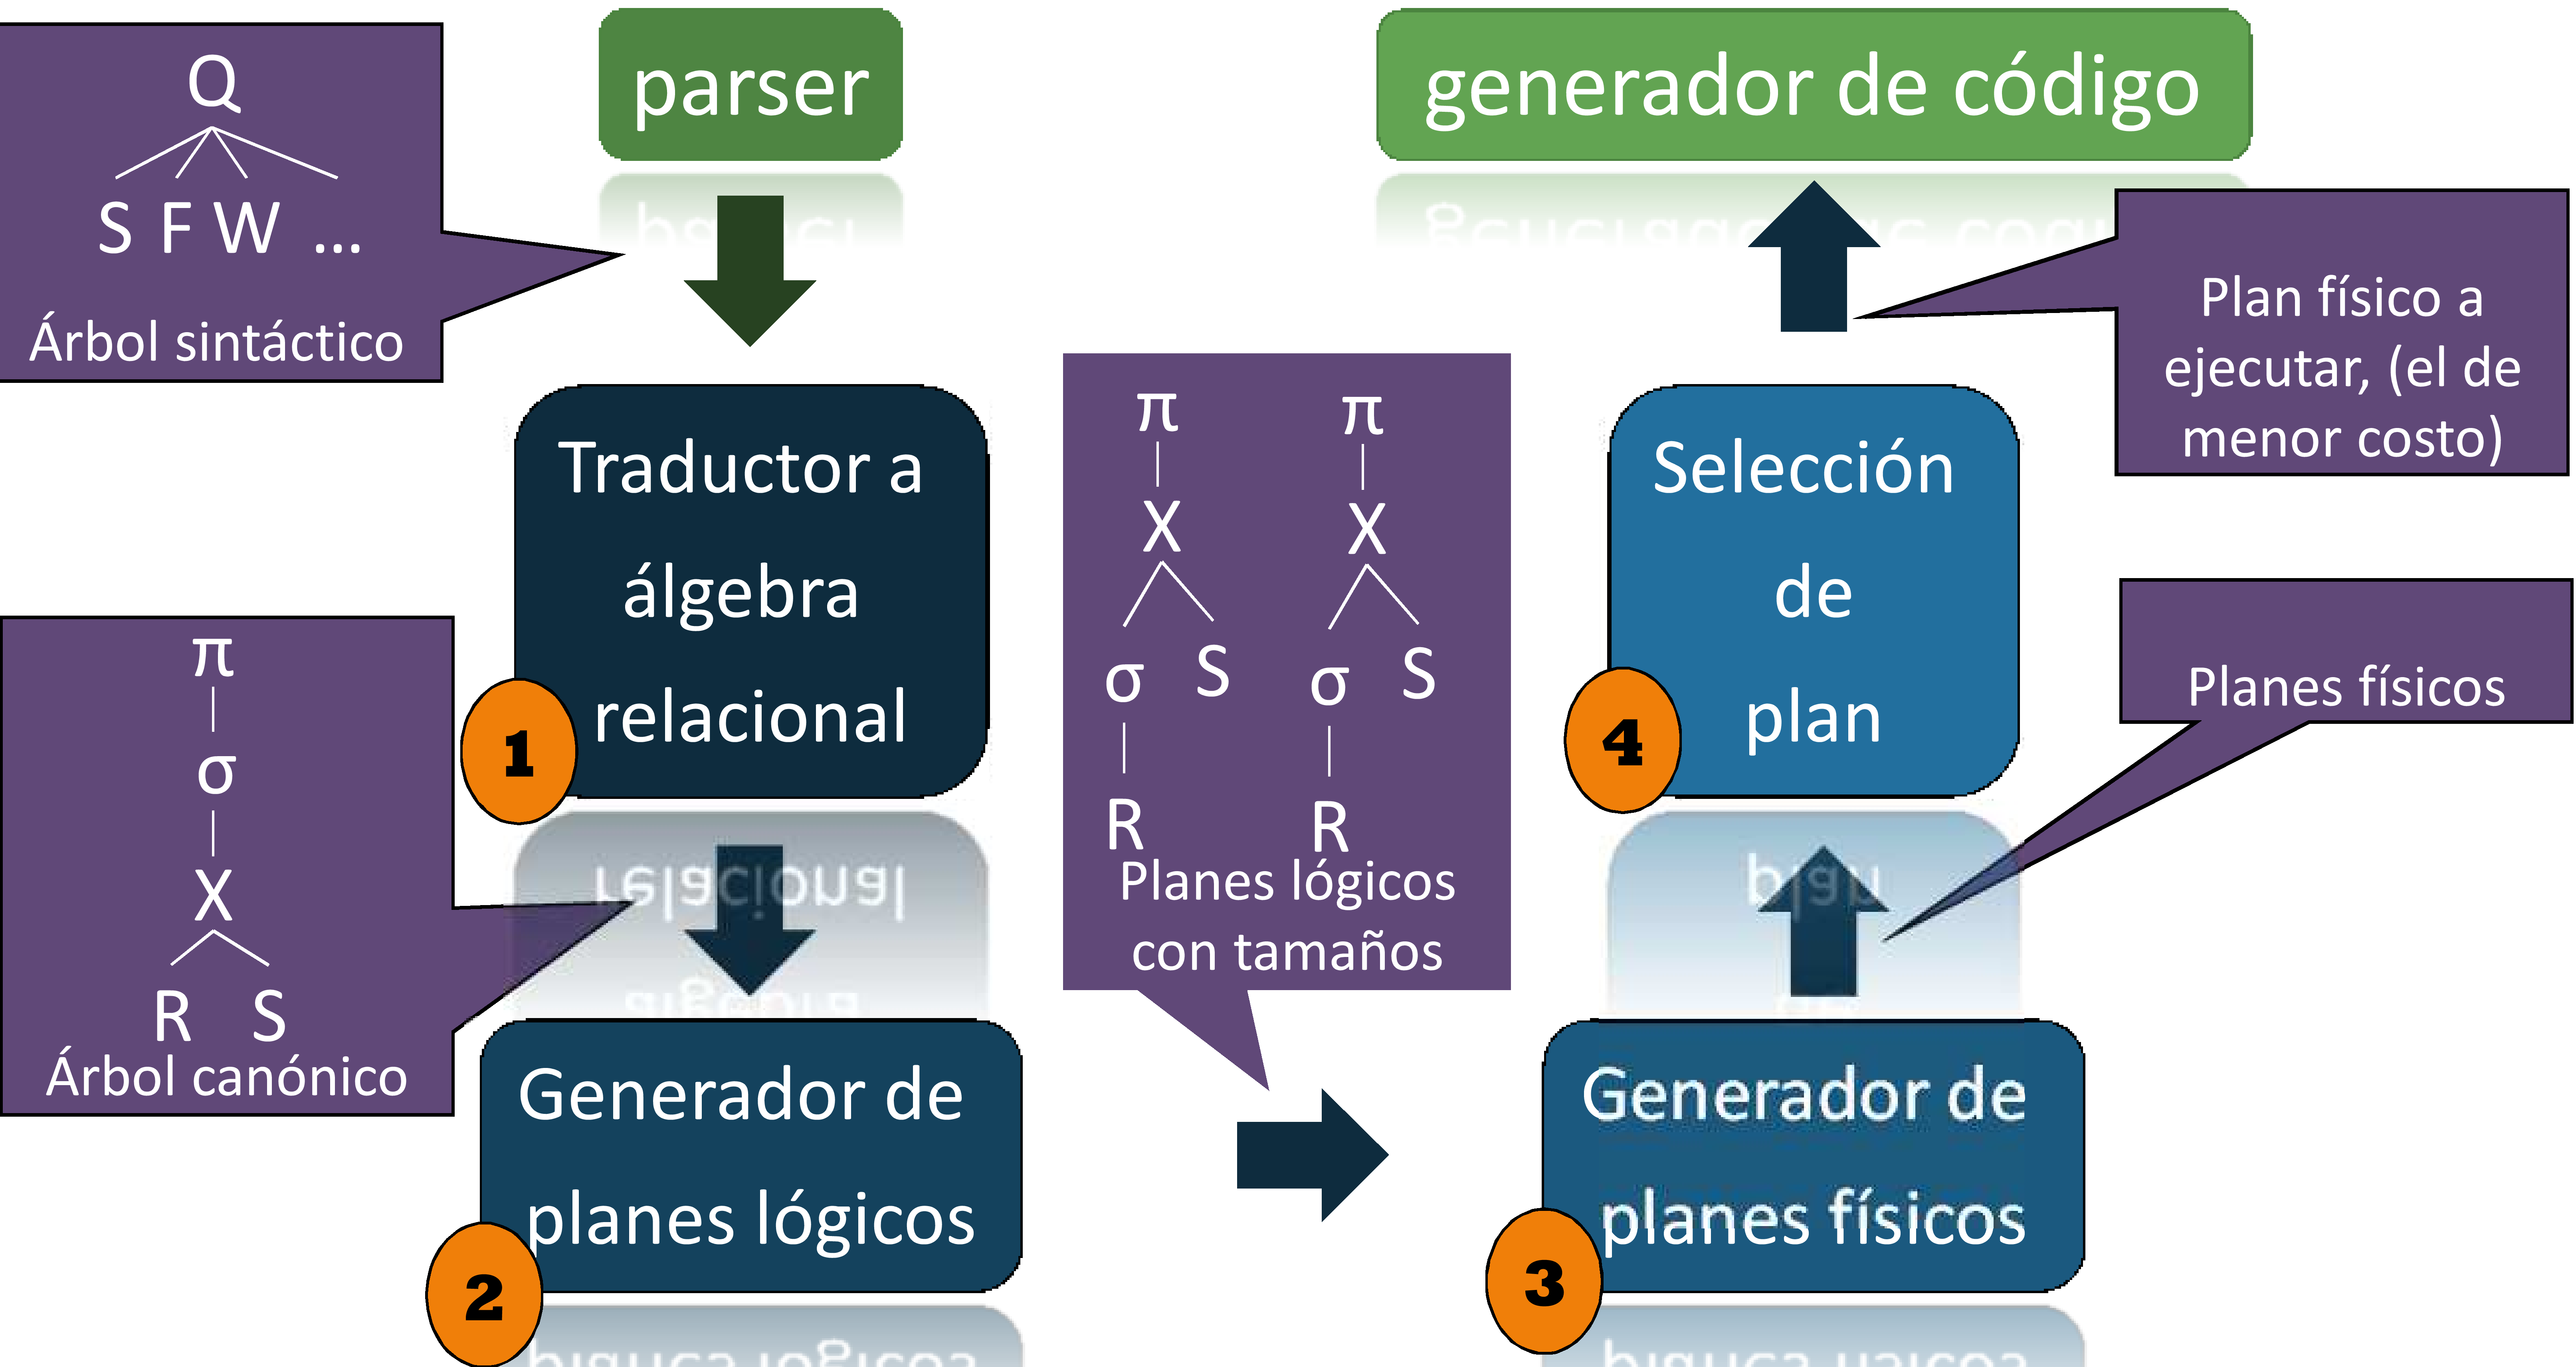 Q
S F W ...
Árbol sintáctico
parser
generador de código
Plan físico a
ejecutar, (el de
menor costo)
Traductor a
álgebra
relacional
1
π
σ
X
R S
Árbol canónico
Generador de
planes lógicos
2
π π
X X
σ S σ S
R R
Planes lógicos
con tamaños
Selección
de
plan
4
Planes físicos
Generador de
planes físicos
3